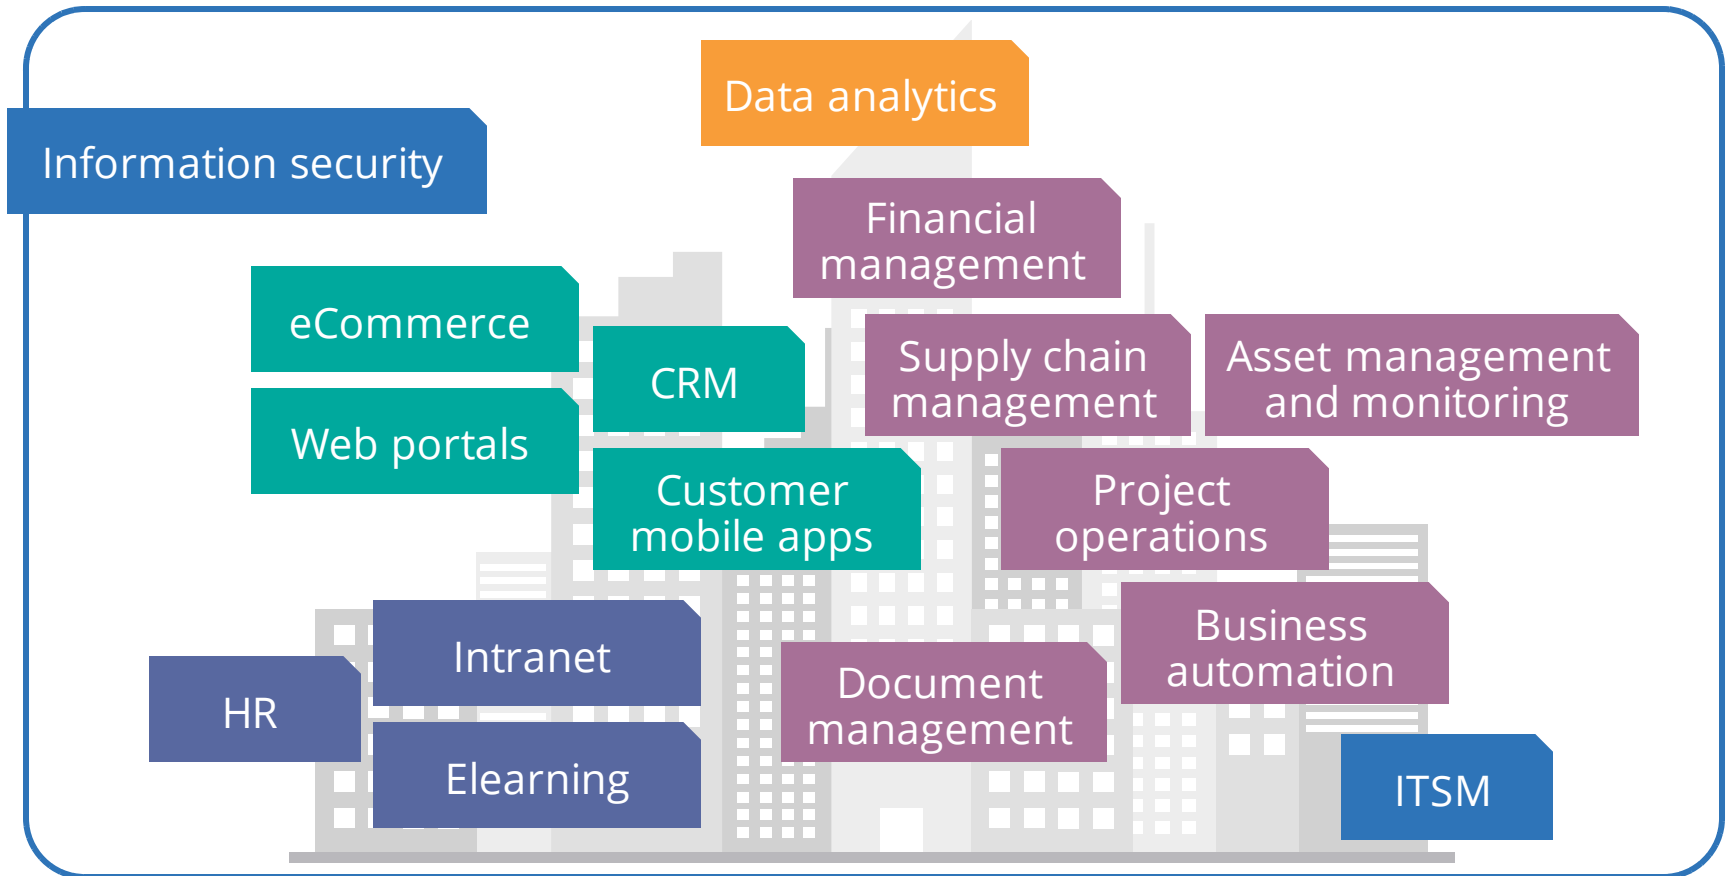 Data analytics
Information security
Financial
management
eCommerce
CRM
Supply chain
management
Asset management
and monitoring
Web portals
Customer
mobile apps
Project
operations
Intranet
Business
automation
HR
Document
management
Elearning
ITSM